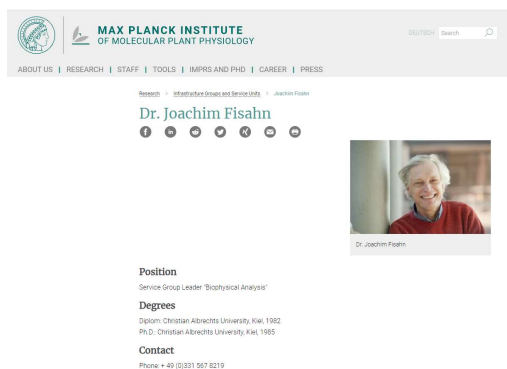 MAX PLANCK INSTITUTE
OF MOLECULAR PLANT PHYSIOLOGY
DEUTSCH Search
ABOUT US | RESEARCH | STAFF | TOOLS | IMPRS AND PHD | CAREER | PRESS
Research > Infrastructure Groups and Service Units > Joachim Fisahn
Dr. Joachim Fisahn
Dr. Joachim Fisahn
Position
Service Group Leader "Biophysical Analysis"
Degrees
Diplom: Christian Albrechts University, Kiel, 1982
Ph.D.: Christian Albrechts University, Kiel, 1985
Contact
Phone: + 49 (0)331 567 8219